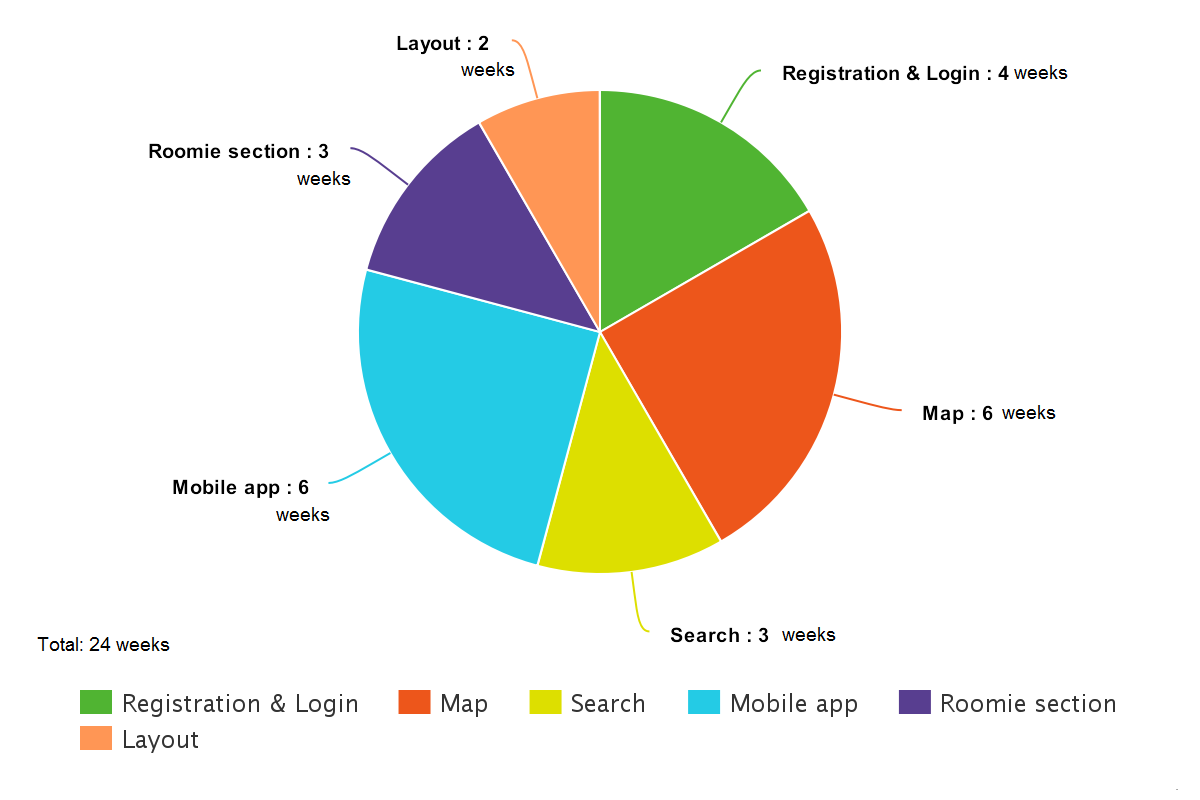 Layout : 2
weeks
Registration & Login : 4 weeks
Roomie section : 3
weeks
Map : 6 weeks
Mobile app : 6
weeks
Search : 3 weeks
Total: 24 weeks
Registration & Login Map Search Mobile app Roomie section
Layout